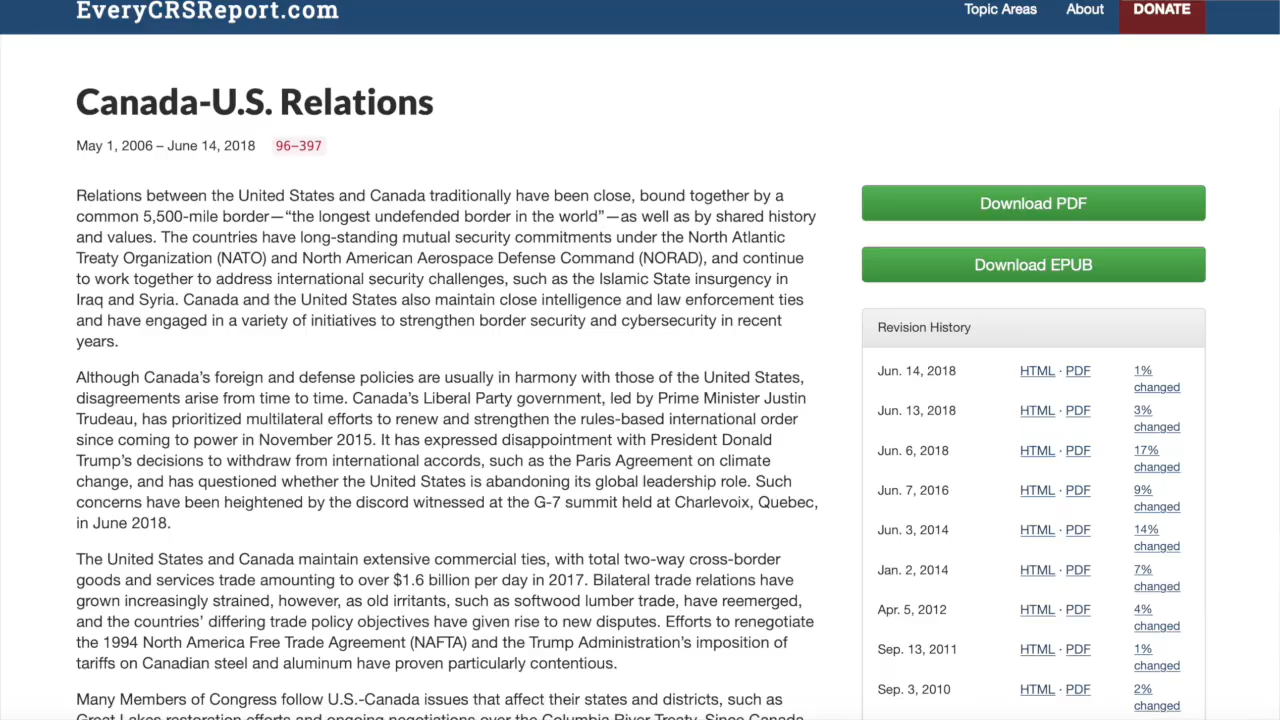 EveryCRSReport.com
Topic Areas
About
DONATE
Canada-U.S. Relations
May 1, 2006 – June 14, 2018 96–397
Relations between the United States and Canada traditionally have been close, bound together by a
common 5,500-mile border—“the longest undefended border in the world”—as well as by shared history
and values. The countries have long-standing mutual security commitments under the North Atlantic
Treaty Organization (NATO) and North American Aerospace Defense Command (NORAD), and continue
to work together to address international security challenges, such as the Islamic State insurgency in
Iraq and Syria. Canada and the United States also maintain close intelligence and law enforcement ties
and have engaged in a variety of initiatives to strengthen border security and cybersecurity in recent
years.
Although Canada’s foreign and defense policies are usually in harmony with those of the United States,
disagreements arise from time to time. Canada’s Liberal Party government, led by Prime Minister Justin
Trudeau, has prioritized multilateral efforts to renew and strengthen the rules-based international order
since coming to power in November 2015. It has expressed disappointment with President Donald
Trump’s decisions to withdraw from international accords, such as the Paris Agreement on climate
change, and has questioned whether the United States is abandoning its global leadership role. Such
concerns have been heightened by the discord witnessed at the G-7 summit held at Charlevoix, Quebec,
in June 2018.
The United States and Canada maintain extensive commercial ties, with total two-way cross-border
goods and services trade amounting to over $1.6 billion per day in 2017. Bilateral trade relations have
grown increasingly strained, however, as old irritants, such as softwood lumber trade, have reemerged,
and the countries’ differing trade policy objectives have given rise to new disputes. Efforts to renegotiate
the 1994 North America Free Trade Agreement (NAFTA) and the Trump Administration’s imposition of
tariffs on Canadian steel and aluminum have proven particularly contentious.
Many Members of Congress follow U.S.-Canada issues that affect their states and districts, such as
Great Lakes restoration efforts and ongoing negotiations over the Columbia River Treaty. Since Canada
Download PDF
Download EPUB
Revision History
Jun. 14, 2018 HTML · PDF 1%
changed
Jun. 13, 2018 HTML · PDF 3%
changed
Jun. 6, 2018 HTML · PDF 17%
changed
Jun. 7, 2016 HTML · PDF 9%
changed
Jun. 3, 2014 HTML · PDF 14%
changed
Jan. 2, 2014 HTML · PDF 7%
changed
Apr. 5, 2012 HTML · PDF 4%
changed
Sep. 13, 2011 HTML · PDF 1%
changed
Sep. 3, 2010 HTML · PDF 2%
changed